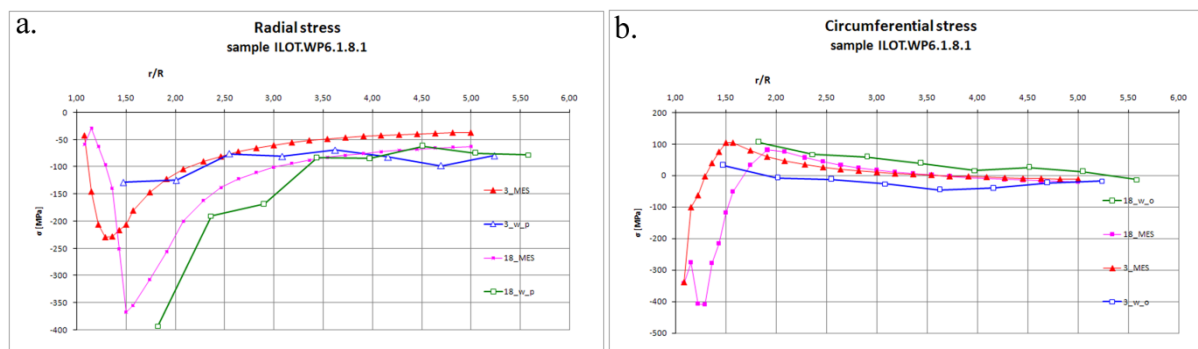 a.
Radial stress
sample ILOT.WP6.1.8.1
r/R
1,00 1,50 2,00 2,50 3,00 3,50 4,00 4,50 5,00 5,50 6,00
0
-50
-100
-150
-200
-250
-300
-350
-400
σ [MPa]
3_MES
3_w_p
18_MES
18_w_p
b.
Circumferential stress
sample ILOT.WP6.1.8.1
r/R
1,00 1,50 2,00 2,50 3,00 3,50 4,00 4,50 5,00 5,50 6,00
200
100
0
-100
-200
-300
-400
-500
σ [MPa]
18_w_o
18_MES
3_MES
3_w_o